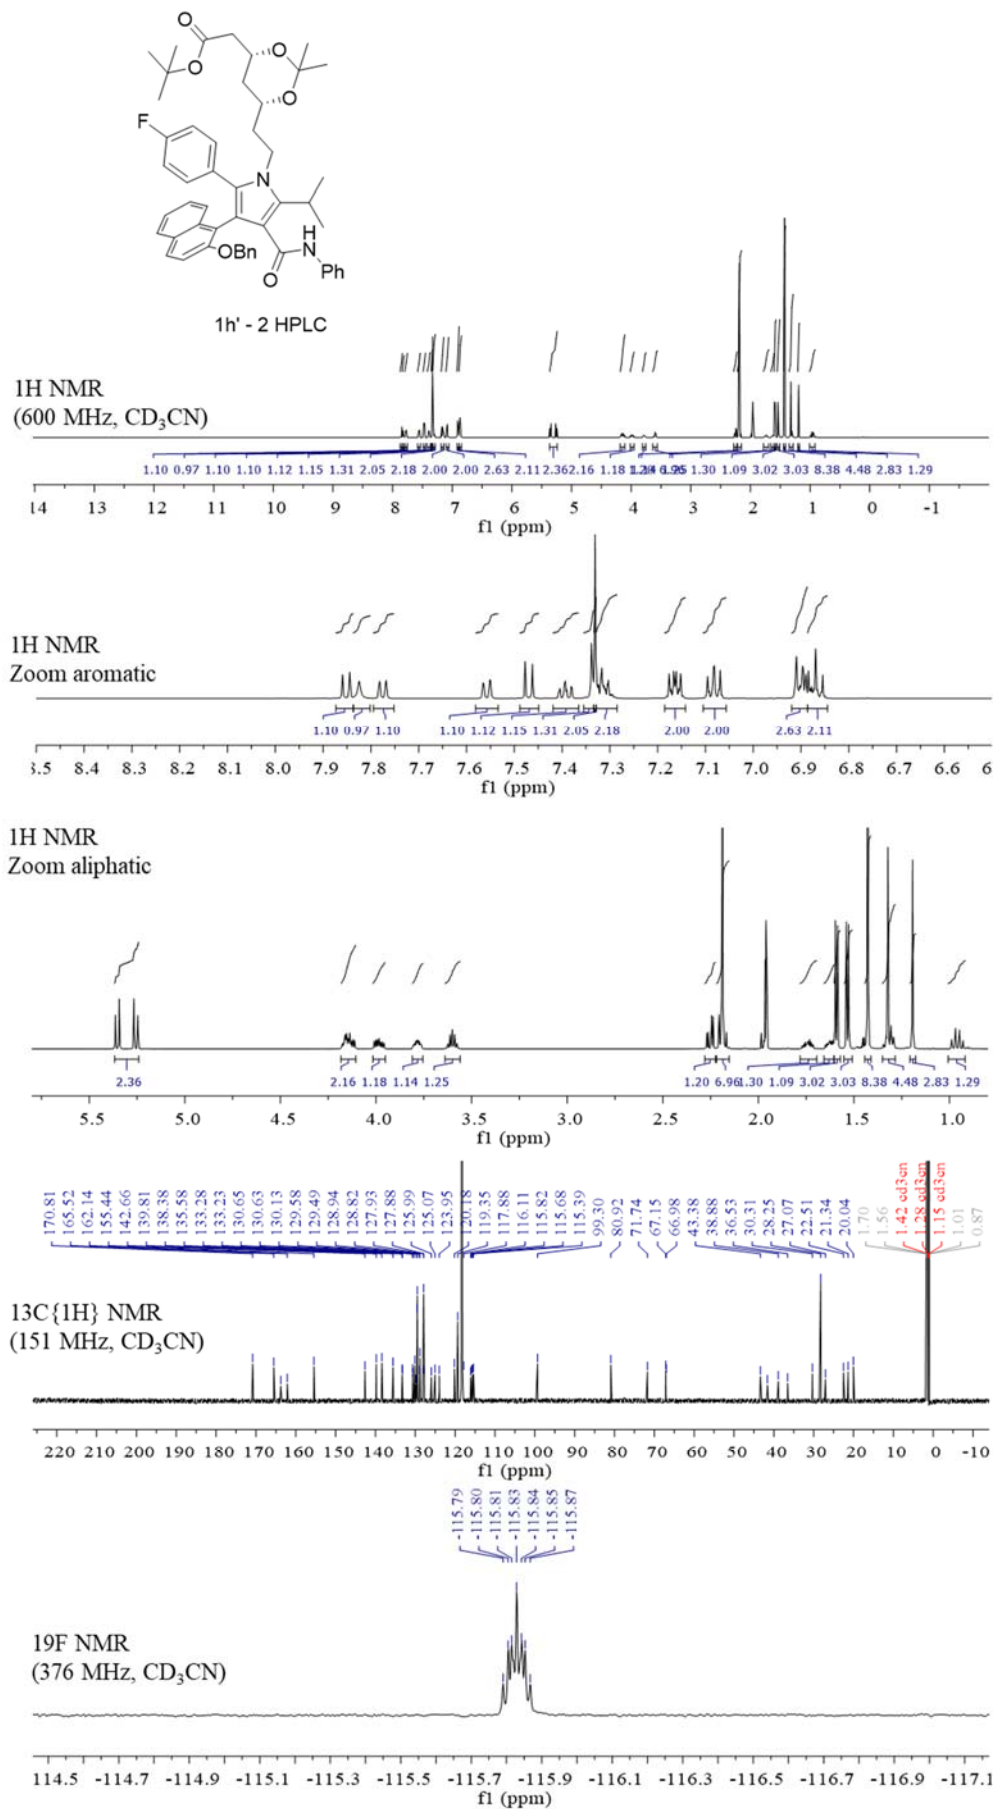 O
O
O
O
F
N
H
N
OBn
O
Ph
1h' - 2 HPLC
1H NMR
(600 MHz, CD3CN)
1.10 0.97 1.10 1.10 1.12 1.15 1.31 2.05 2.18 2.00 2.00 2.63 2.11 2.36 2.16 1.18 1.30 1.09 3.02 3.03 8.38 4.48 2.83 1.29
14 13 12 11 10 9 8 7 6 5 4 3 2 1 0 -1
f1 (ppm)
1H NMR
Zoom aromatic
1.10 0.97 1.10 1.10 1.12 1.15 1.31 2.05 2.18 2.00 2.00 2.63 2.11
8.5 8.4 8.3 8.2 8.1 8.0 7.9 7.8 7.7 7.6 7.5 7.4 7.3 7.2 7.1 7.0 6.9 6.8 6.7 6.6 6
f1 (ppm)
1H NMR
Zoom aliphatic
2.36 2.16 1.18 1.14 1.25 1.20 6.96 1.30 1.09 3.02 3.03 8.38 4.48 2.83 1.29
5.5 5.0 4.5 4.0 3.5 3.0 2.5 2.0 1.5 1.0
f1 (ppm)
170.81 165.52 162.14 155.44 142.66 139.81 138.38 135.58 133.28 133.23 130.65 130.63 130.13 129.58 129.49 128.94 128.82 127.93 127.88 125.99 125.07 123.95 120.18 119.35 117.88 116.11 115.82 115.68 115.39 99.30 80.92 71.74 67.15 66.98 43.38 38.88 36.53 30.31 28.25 27.07 22.51 21.34 20.04 1.70 1.56 1.42 cd3cn 1.28 cd3cn 1.15 cd3cn 1.01 0.87
13C{1H} NMR
(151 MHz, CD3CN)
220 210 200 190 180 170 160 150 140 130 120 110 100 90 80 70 60 50 40 30 20 10 0 -10
f1 (ppm)
-115.79 -115.80 -115.81 -115.83 -115.84 -115.85 -115.87
19F NMR
(376 MHz, CD3CN)
-114.5 -114.9 -115.1 -115.3 -115.5 -115.7 -115.9 -116.1 -116.3 -116.5 -116.7 -116.9 -117.1
f1 (ppm)